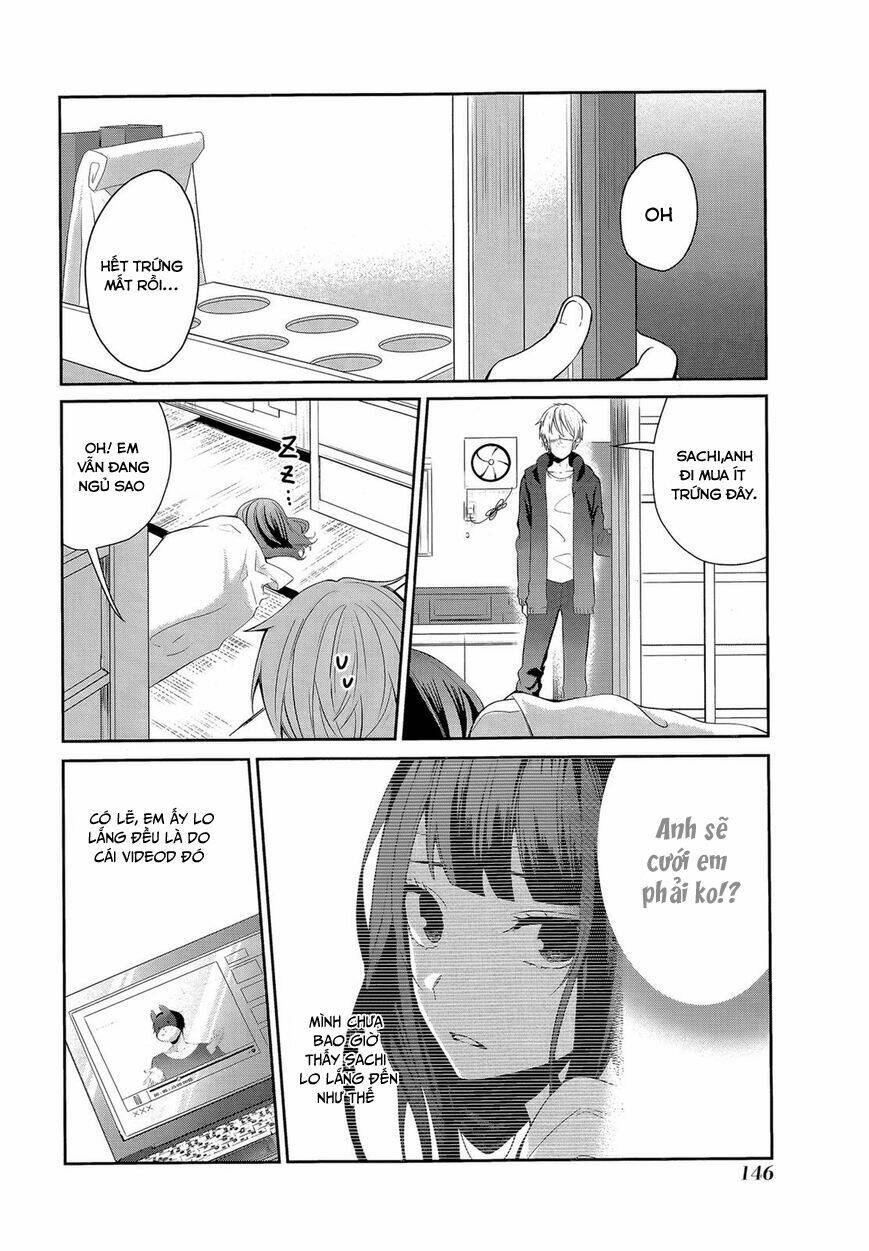 OH
HẾT TRỨNG
MẤT RỒI...
SACHI,ANH
ĐI MUA ÍT
TRỨNG ĐÂY.
OH! EM
VẪN ĐANG
NGỦ SAO
Z
Z
...
Anh sẽ
cưới em
phải ko!?
MÌNH CHƯA
BAO GIỜ
THẤY SACHI
LO LẮNG ĐẾN
NHƯ THẾ
CÓ LẼ, EM ẤY LO
LẮNG ĐỀU LÀ DO
CÁI VIDEOD ĐÓ
XXX
146